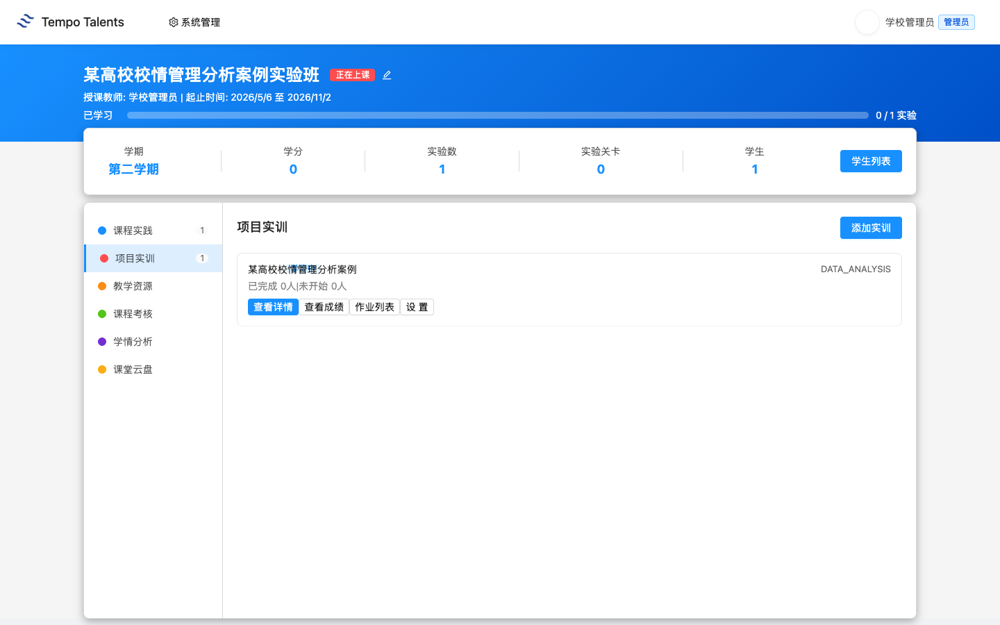 Tempo Talents
系统管理
学校管理员 管理员
某高校校情管理分析案例实验班 正在上课
授课教师: 学校管理员 | 起止时间: 2026/5/6 至 2026/11/2
已学习 0 / 1 实验
学期 学分 实验数 实验关卡 学生
第二学期 0 1 0 1
学生列表
课程实践 1
项目实训 1
教学资源
课程考核
学情分析
课堂云盘
项目实训
添加实训
某高校校情管理分析案例
DATA_ANALYSIS
已完成 0人|未开始 0人
查看详情 查看成绩 作业列表 设 置